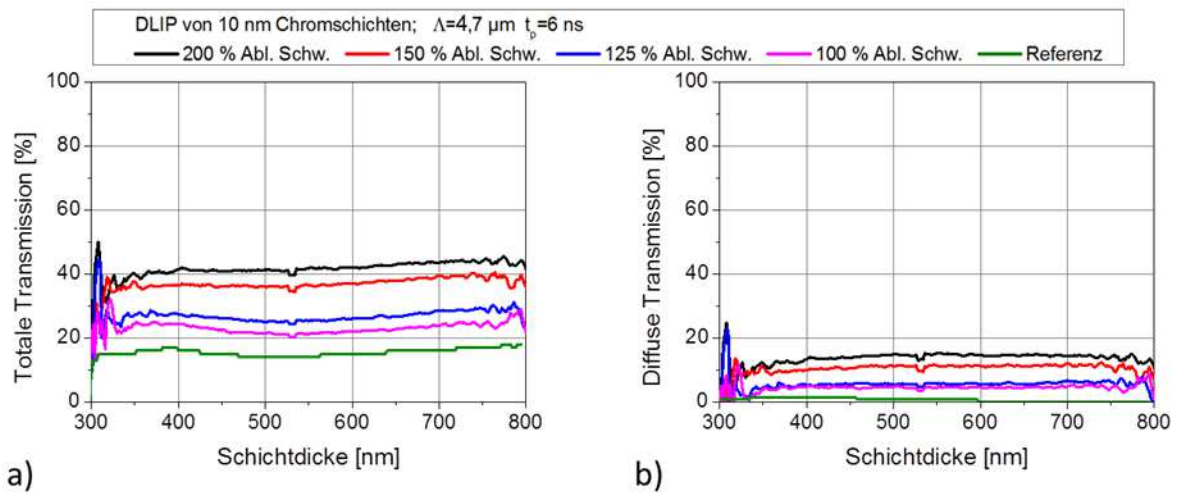 DLIP von 10 nm Chromschichten; Λ=4,7 µm tp=6 ns
200 % Abl. Schw. 150 % Abl. Schw. 125 % Abl. Schw. 100 % Abl. Schw. Referenz
Totale Transmission [%]
100
80
60
40
20
0
300 400 500 600 700 800
Schichtdicke [nm]
a)
Diffuse Transmission [%]
100
80
60
40
20
0
300 400 500 600 700 800
Schichtdicke [nm]
b)